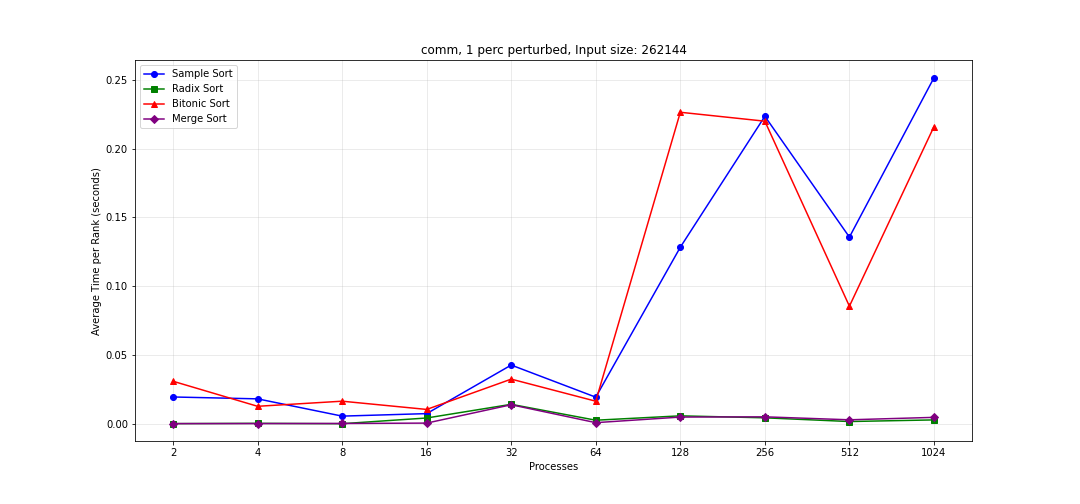 comm, 1 perc perturbed, Input size: 262144
Sample Sort
Radix Sort
Bitonic Sort
Merge Sort
Average Time per Rank (seconds)
0.25
0.20
0.15
0.10
0.05
0.00
2 4 8 16 32 64 128 256 512 1024
Processes